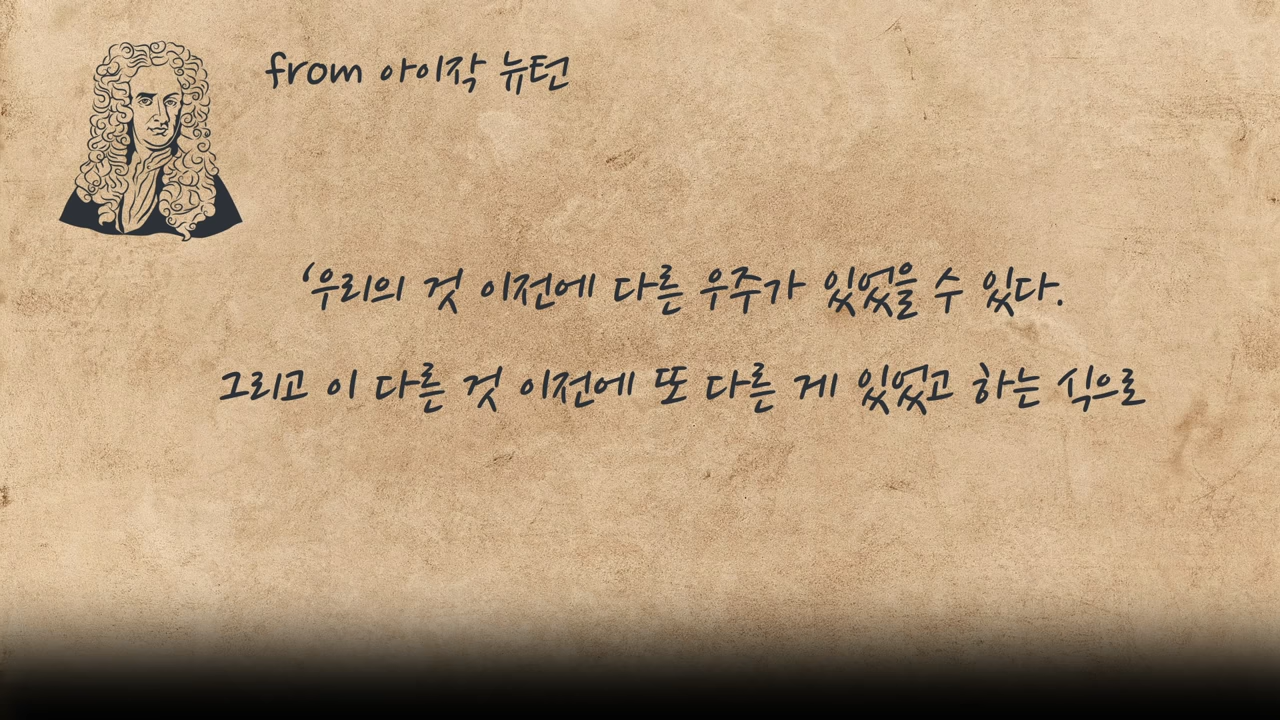 from 아이작 뉴턴
‘우리의 것 이전에 다른 우주가 있었을 수 있다.
그리고 이 다른 것 이전에 또 다른 게 있었고 하는 식으로